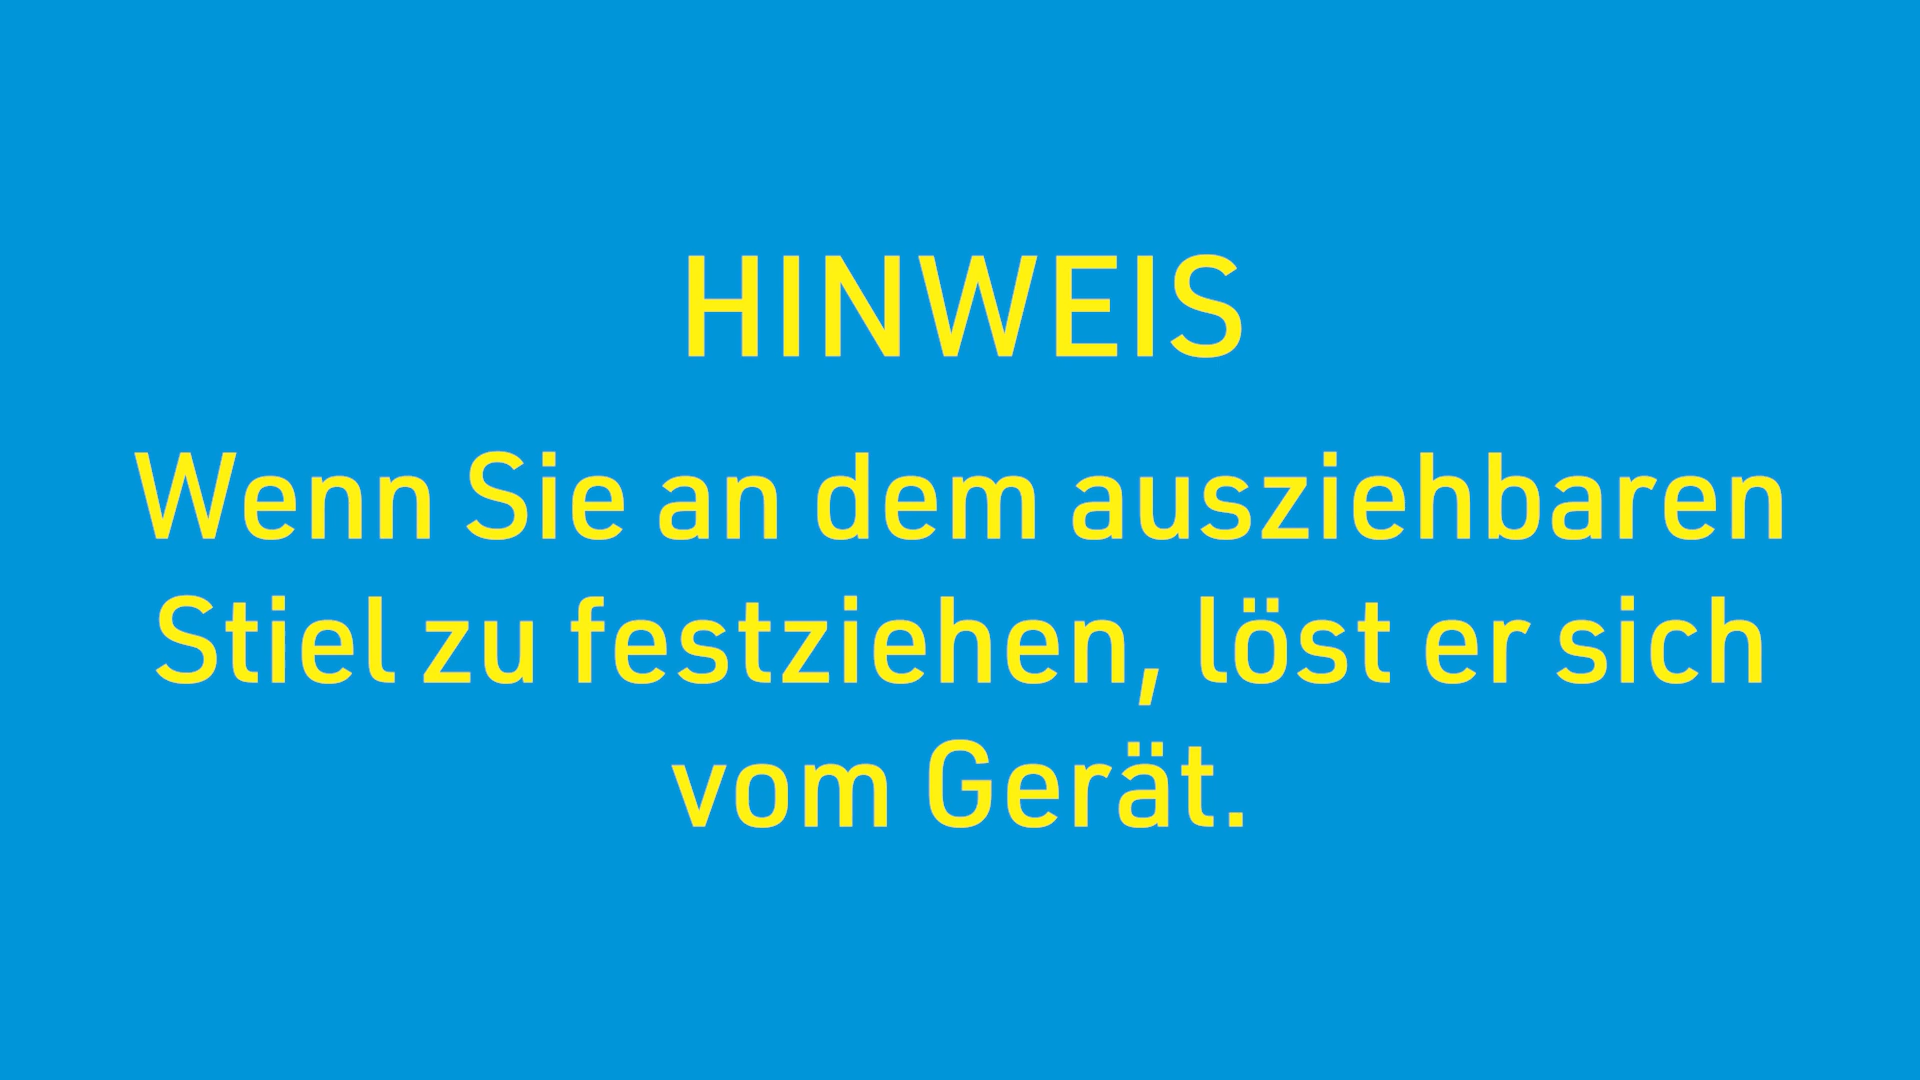 HINWEIS
Wenn Sie an dem ausziehbaren
Stiel zu festziehen, löst er sich
vom Gerät.